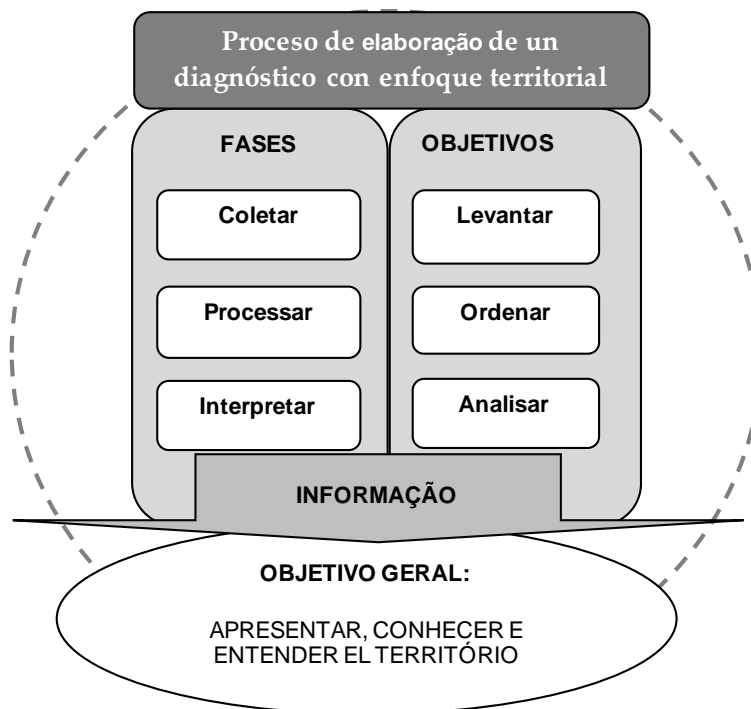 Proceso de elaboração de un
diagnóstico con enfoque territorial
FASES
Coletar
Processar
Interpretar
OBJETIVOS
Levantar
Ordenar
Analisar
INFORMAÇÃO
OBJETIVO GERAL:
APRESENTAR, CONHECER E
ENTENDER EL TERRITÓRIO